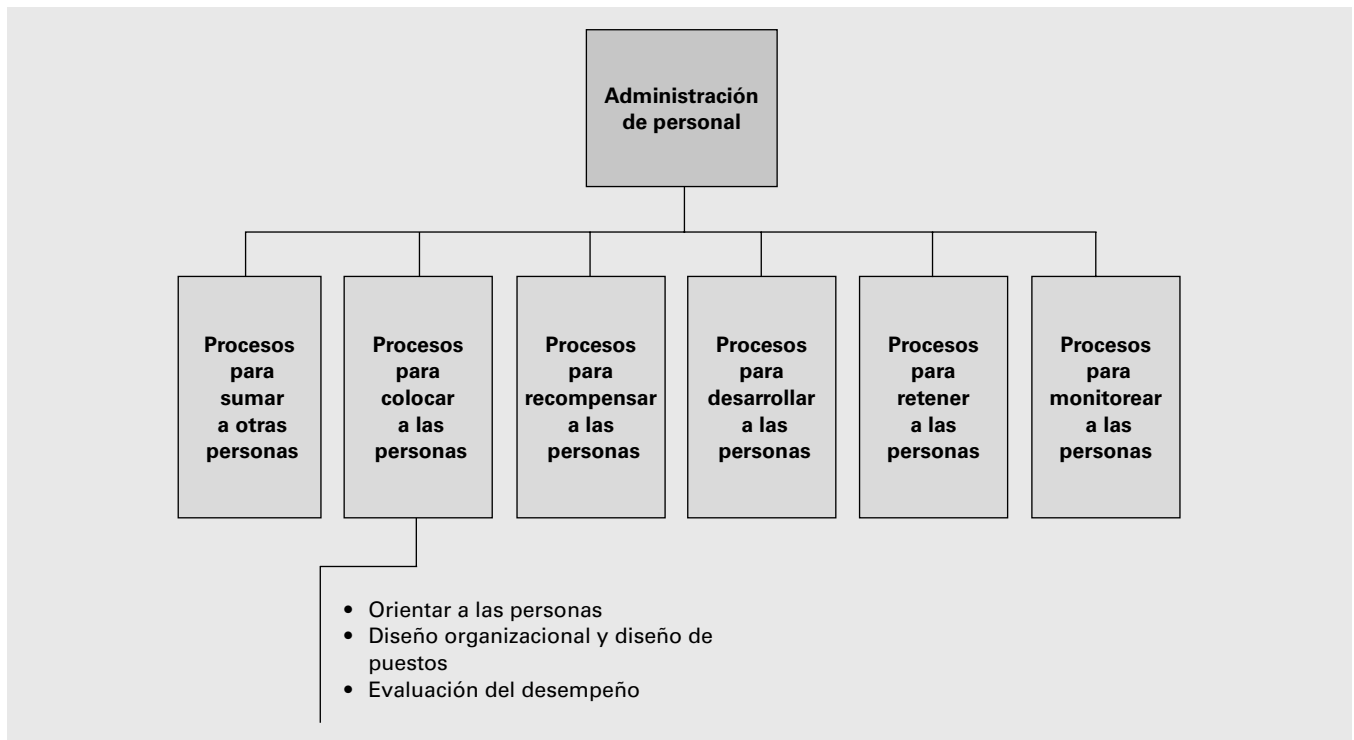 Administración
de personal
Procesos
para
sumar
a otras
personas
Procesos
para
colocar
a las
personas
Procesos
para
recompensar
a las
personas
Procesos
para
desarrollar
a las
personas
Procesos
para
retener
a las
personas
Procesos
para
monitorear
a las
personas
• Orientar a las personas
• Diseño organizacional y diseño de
puestos
• Evaluación del desempeño